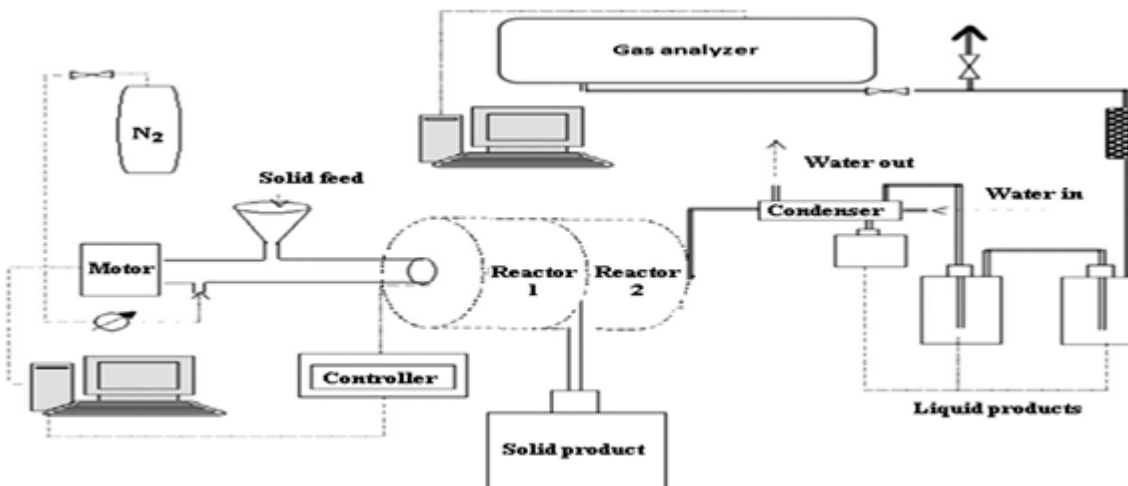 Gas analyzer
N2
Solid feed
Water out
Water in
Condenser
Motor
Reactor
1
Reactor
2
Controller
Liquid products
Solid product